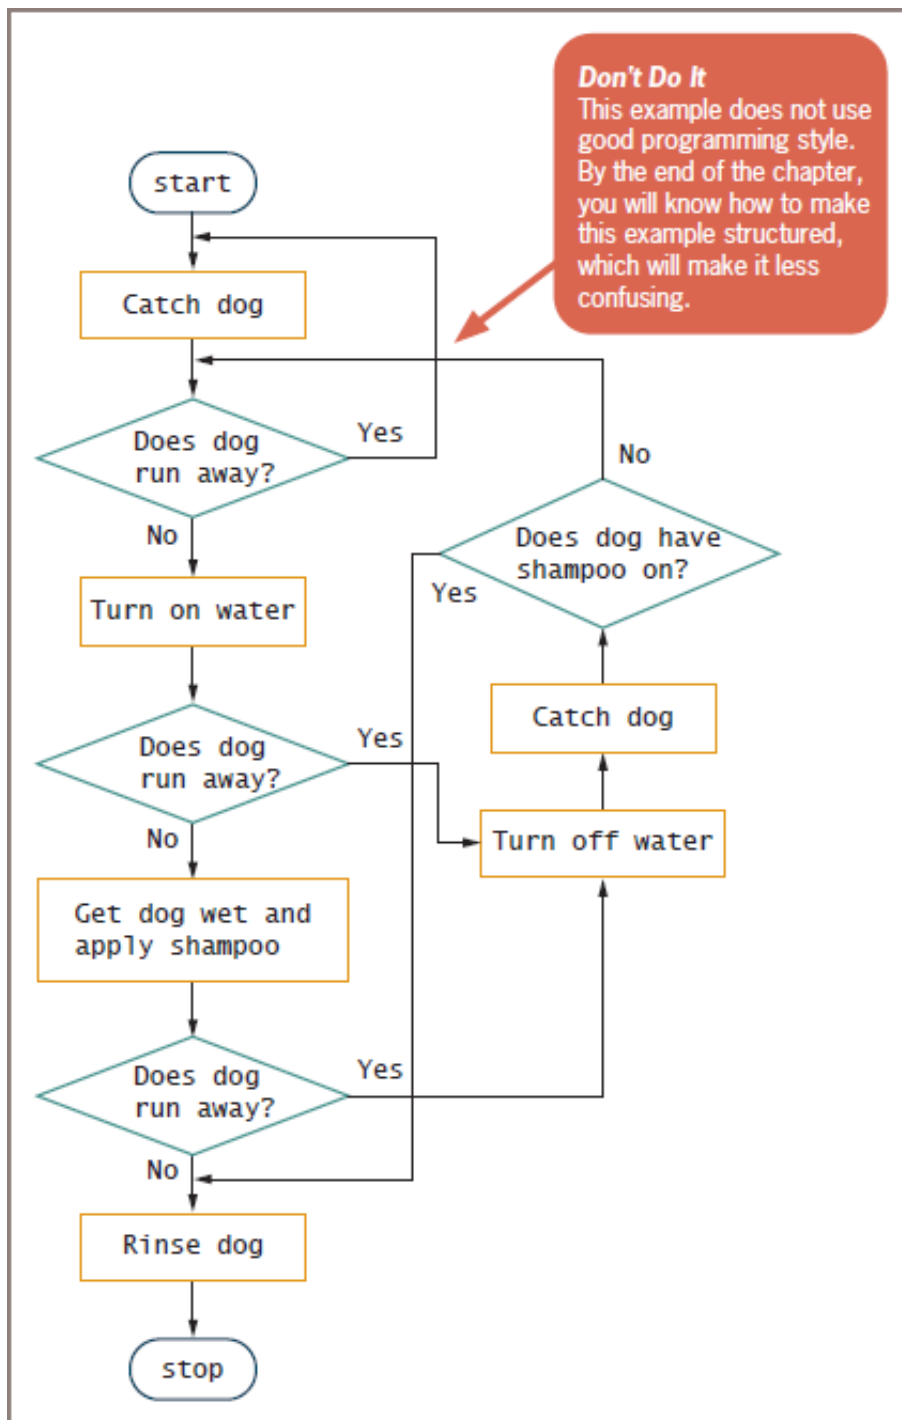 Don't Do It
This example does not use
good programming style.
By the end of the chapter,
you will know how to make
this example structured,
which will make it less
confusing.
start
Catch dog
Does dog
run away?
Yes
No
Turn on water
Does dog
run away?
Yes
No
Get dog wet and
apply shampoo
Does dog
run away?
Yes
No
Rinse dog
stop
No
Does dog have
shampoo on?
Yes
Catch dog
Turn off water